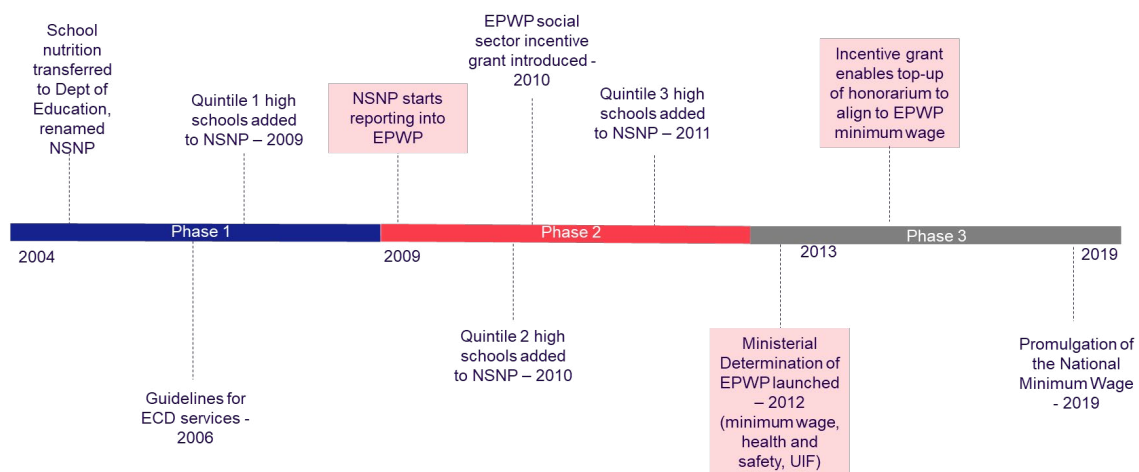 School
nutrition
transferred
to Dept of
Education,
renamed
NSNP
Quintile 1 high
schools added
to NSNP – 2009
NSNP starts
reporting into
EPWP
EPWP social
sector incentive
grant introduced -
2010
Quintile 3 high
schools added
to NSNP – 2011
Incentive grant
enables top-up
of honorarium to
align to EPWP
minimum wage
Phase 1
Phase 2
Phase 3
2004
2009
2013
2019
Guidelines for
ECD services -
2006
Quintile 2 high
schools added
to NSNP – 2010
Ministerial
Determination of
EPWP launched
– 2012
(minimum wage,
health and
safety, UIF)
Promulgation of
the National
Minimum Wage
- 2019